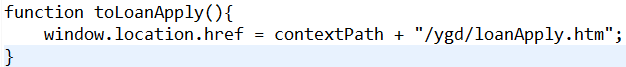 function toLoanApply(){
    window.location.href = contextPath + "/ygd/loanApply.htm";
}